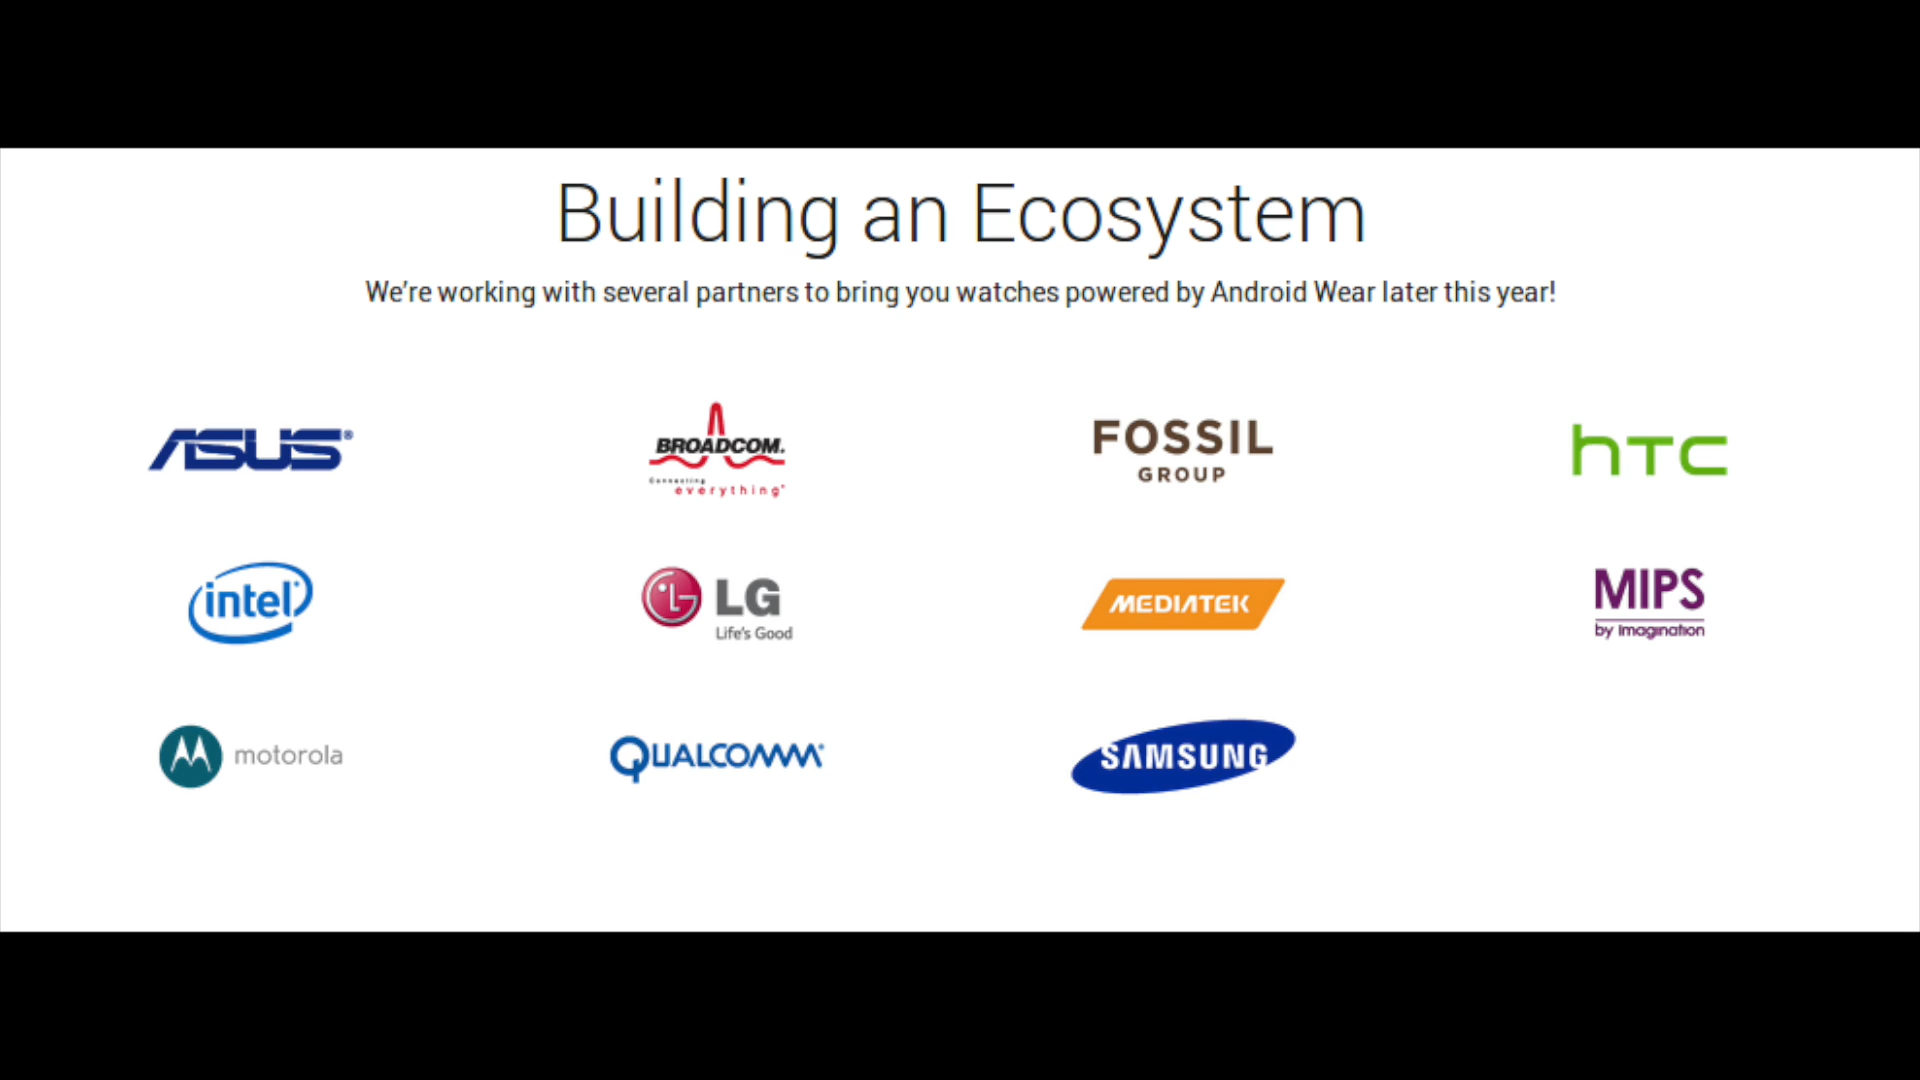 Building an Ecosystem
We're working with several partners to bring you watches powered by Android Wear later this year!
ASUS®
BROADCOM.
Connecting
everything®
FOSSIL
GROUP
hTC
intel®
LG
Life's Good
MEDIATEK
MIPS
by Imagination
motorola
QUALCOMM®
SAMSUNG